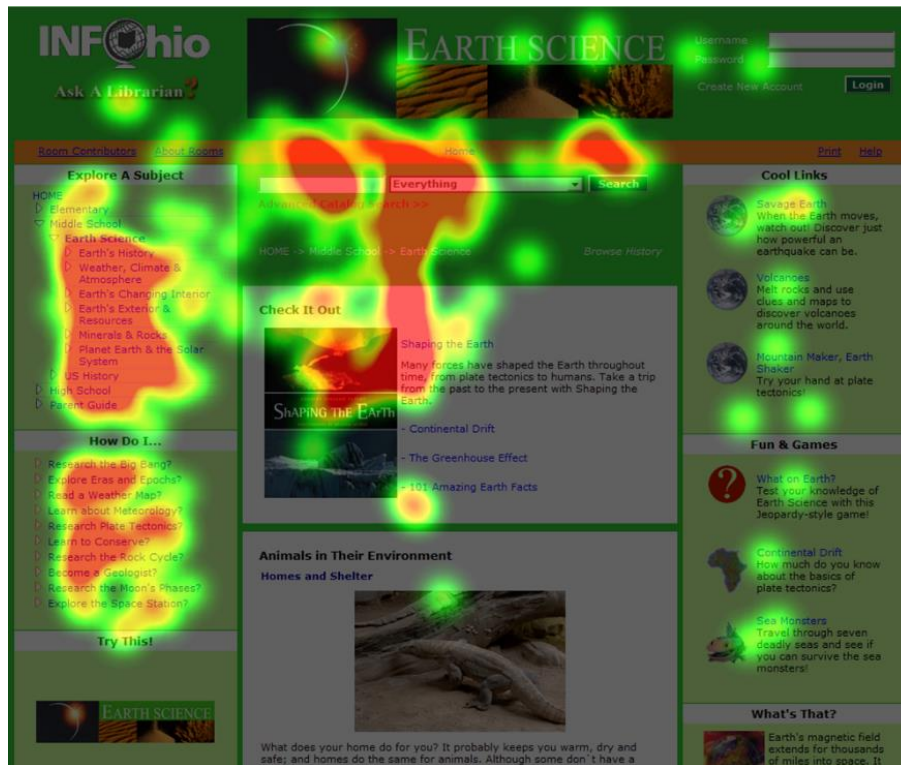 INFOhio
Ask A Librarian?
EARTH SCIENCE
Username
Password
Create New Account
Login
Room Contributors
About Rooms
Home
Print
Help
Explore A Subject
HOME
Elementary
Middle School
Earth Science
Earth's History
Weather, Climate &
Atmosphere
Earth's Changing Interior
Earth's Exterior &
Resources
Minerals & Rocks
Planet Earth & the Solar
System
US History
High School
Parent Guide
How Do I...
Research the Big Bang?
Explore Eras and Epochs?
Read a Weather Map?
Learn about Meteorology?
Research Plate Tectonics?
Learn to Conserve?
Research the Rock Cycle?
Become a Geologist?
Research the Moon's Phases?
Explore the Space Station?
Try This!
EARTH SCIENCE
Everything
Search
Advanced Catalog Search >>
HOME -> Middle School -> Earth Science
Browse History
Check It Out
SHAPING THE EARTH
Shaping the Earth
Many forces have shaped the Earth throughout
time, from plate tectonics to humans. Take a trip
from the past to the present with Shaping the
Earth.
- Continental Drift
- The Greenhouse Effect
- 101 Amazing Earth Facts
Animals in Their Environment
Homes and Shelter
What does your home do for you? It probably keeps you warm, dry and
safe; and homes do the same for animals. Although some don`t have a
Cool Links
Savage Earth
When the Earth moves,
watch out! Discover just
how powerful an
earthquake can be.
Volcanoes
Melt rocks and use
clues and maps to
discover volcanoes
around the world.
Mountain Maker, Earth
Shaker
Try your hand at plate
tectonics!
Fun & Games
What on Earth?
Test your knowledge of
Earth Science with this
Jeopardy-style game!
Continental Drift
How much do you know
about the basics of
plate tectonics?
Sea Monsters
Travel through seven
deadly seas and see if
you can survive the sea
monsters!
What's That?
Earth's magnetic field
extends for thousands
of miles into space. It